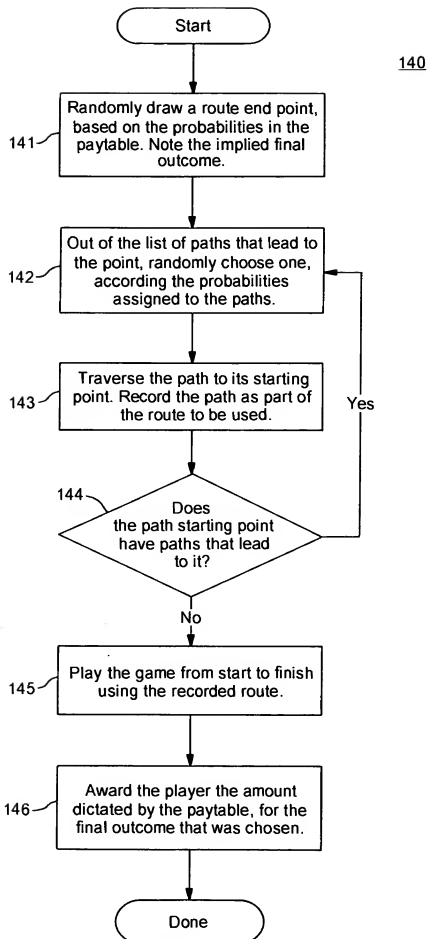 Start
140
141
Randomly draw a route end point,
based on the probabilities in the
paytable. Note the implied final
outcome.
142
Out of the list of paths that lead to
the point, randomly choose one,
according the probabilities
assigned to the paths.
143
Traverse the path to its starting
point. Record the path as part
of the route to be used.
Yes
144
Does
the path starting point
have paths that lead
to it?
No
145
Play the game from start to finish
using the recorded route.
146
Award the player the amount
dictated by the paytable, for the
final outcome that was chosen.
Done